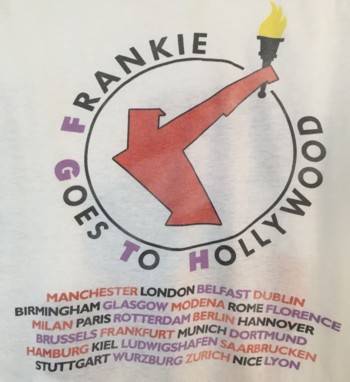 FRANKIE
GOES TO HOLLYWOOD
MANCHESTER LONDON BELFAST DUBLIN
BIRMINGHAM GLASGOW MODENA ROME FLORENCE
MILAN PARIS ROTTERDAM BERLIN HANNOVER
BRUSSELS FRANKFURT MUNICH DORTMUND
HAMBURG KIEL LUDWIGSHAFEN SAARBRUCKEN
STUTTGART WURZBURG ZURICH NICE LYON